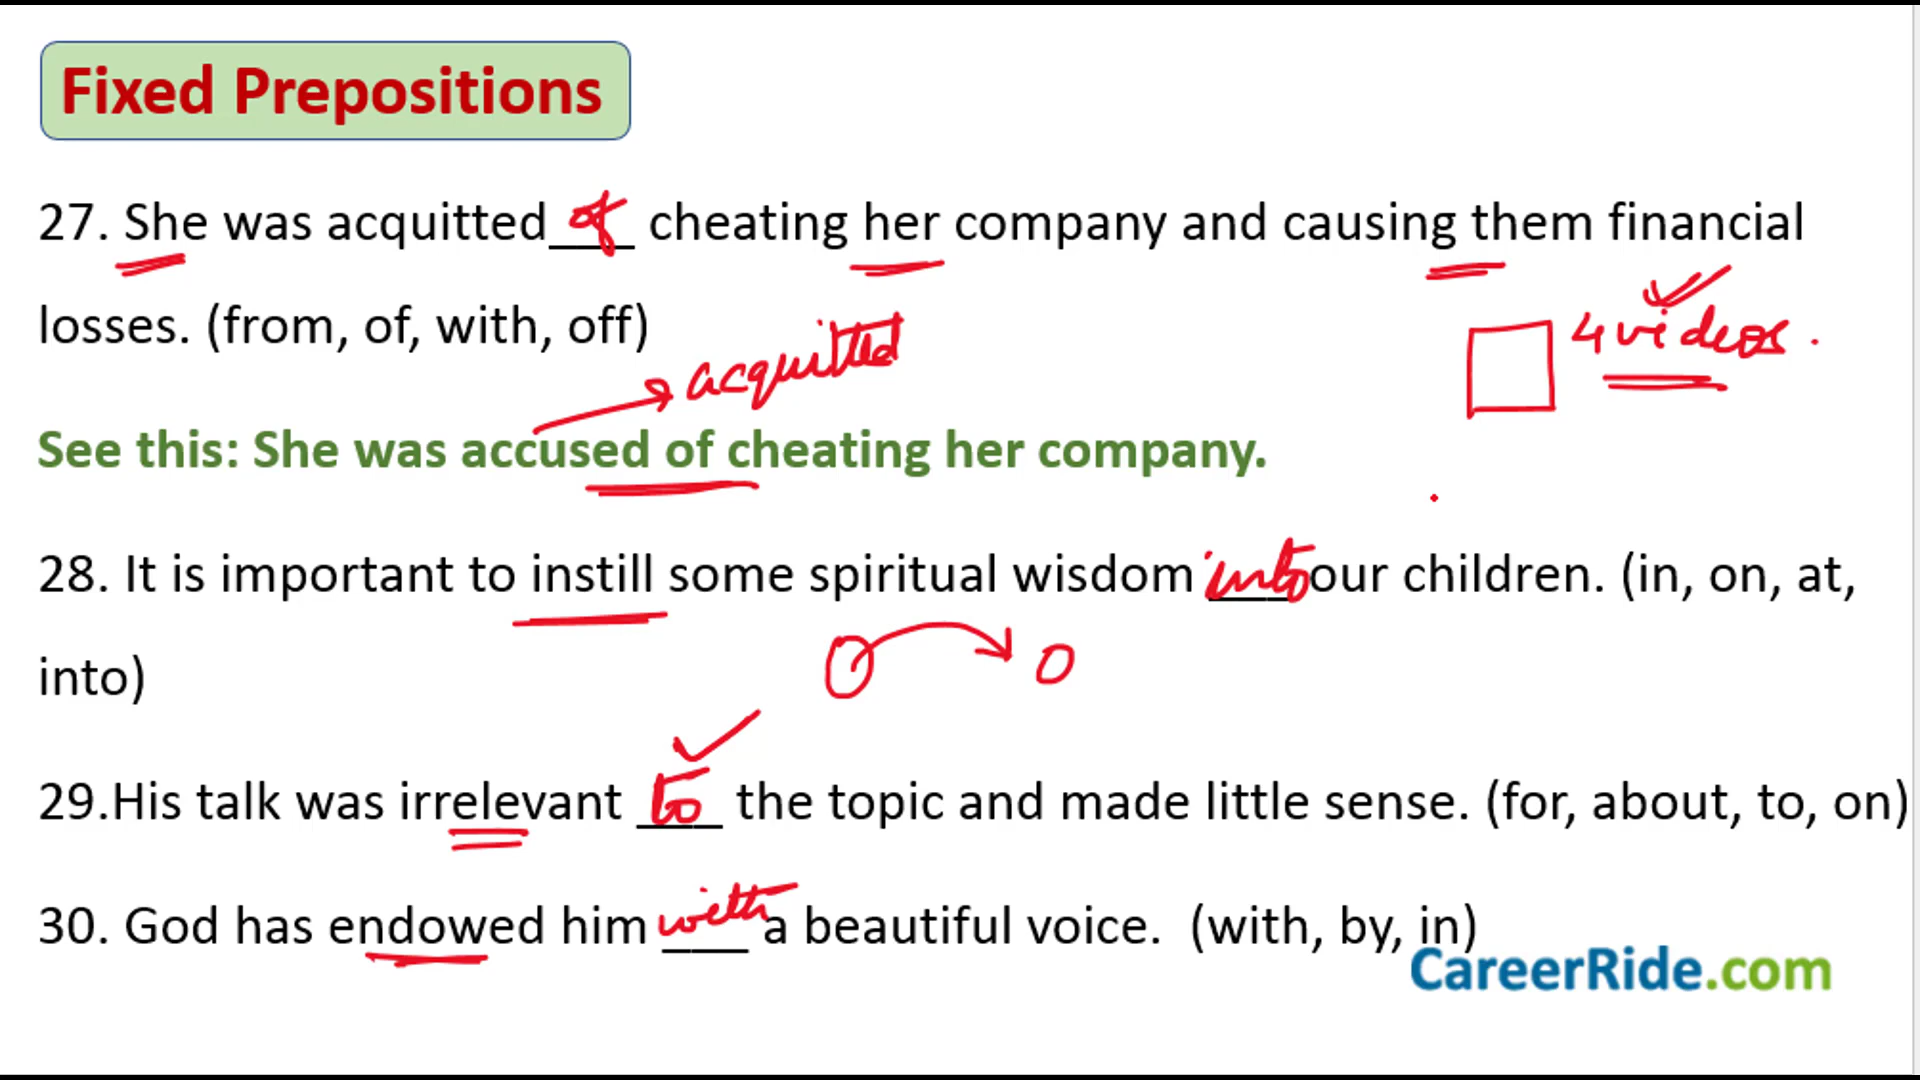 Fixed Prepositions
27. She was acquitted of cheating her company and causing them financial
losses. (from, of, with, off)
4 videos.
acquitted
See this: She was accused of cheating her company.
28. It is important to instill some spiritual wisdom into our children. (in, on, at,
into)
29.His talk was irrelevant to the topic and made little sense. (for, about, to, on)
30. God has endowed him with a beautiful voice. (with, by, in)
CareerRide.com